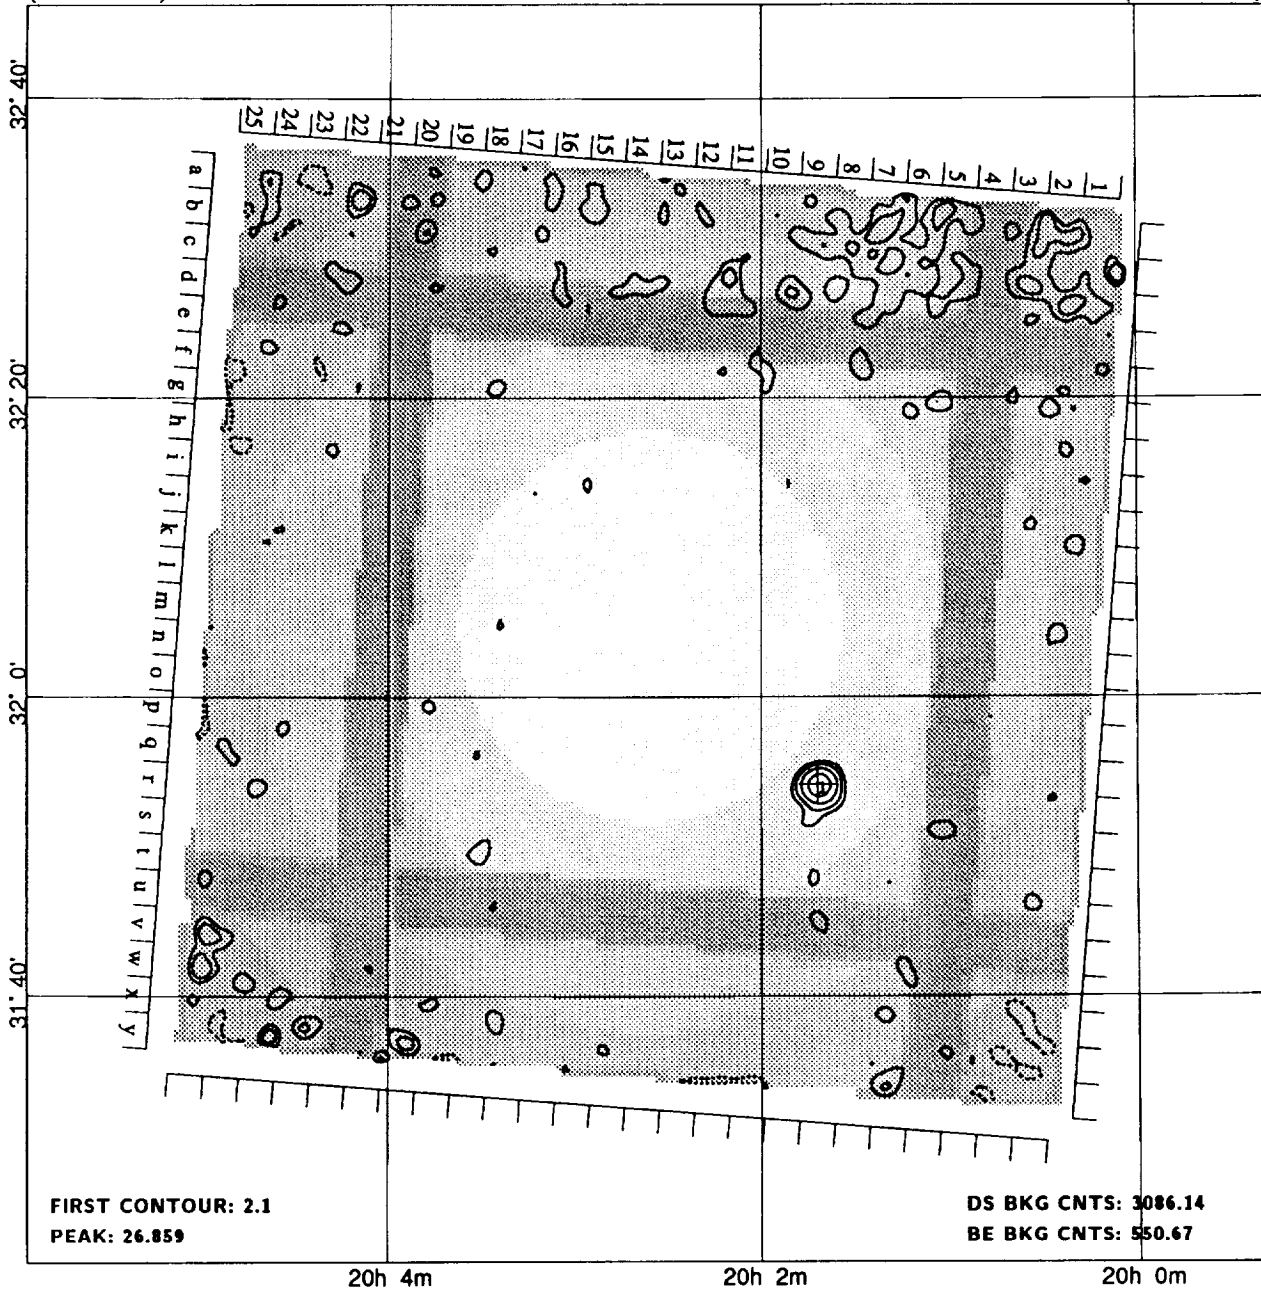 32° 40'
25 24 23 22 21 20 19 18 17 16 15 14 13 12 11 10 9 8 7 6 5 4 3 2 1
a b c d e f g h i j k l m n o p q r s t u v w x y
32° 20'
32° 0'
31° 40'
1
FIRST CONTOUR: 2.1
PEAK: 26.859
DS BKG CNTS: 3086.14
BE BKG CNTS: 550.67
20h 4m
20h 2m
20h 0m